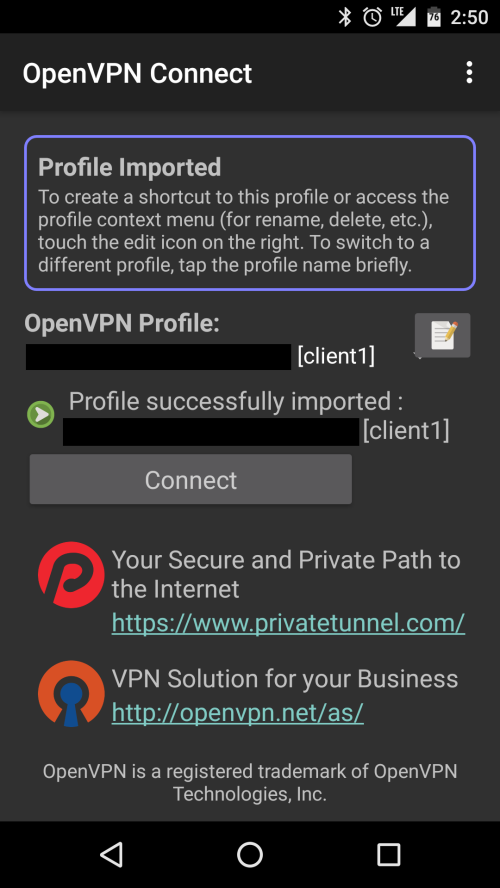 LTE 76 2:50
OpenVPN Connect
Profile Imported
To create a shortcut to this profile or access the
profile context menu (for rename, delete, etc.),
touch the edit icon on the right. To switch to a
different profile, tap the profile name briefly.
OpenVPN Profile:
[client1]
Profile successfully imported :
[client1]
Connect
Your Secure and Private Path to
the Internet
https://www.privatetunnel.com/
VPN Solution for your Business
http://openvpn.net/as/
OpenVPN is a registered trademark of OpenVPN
Technologies, Inc.